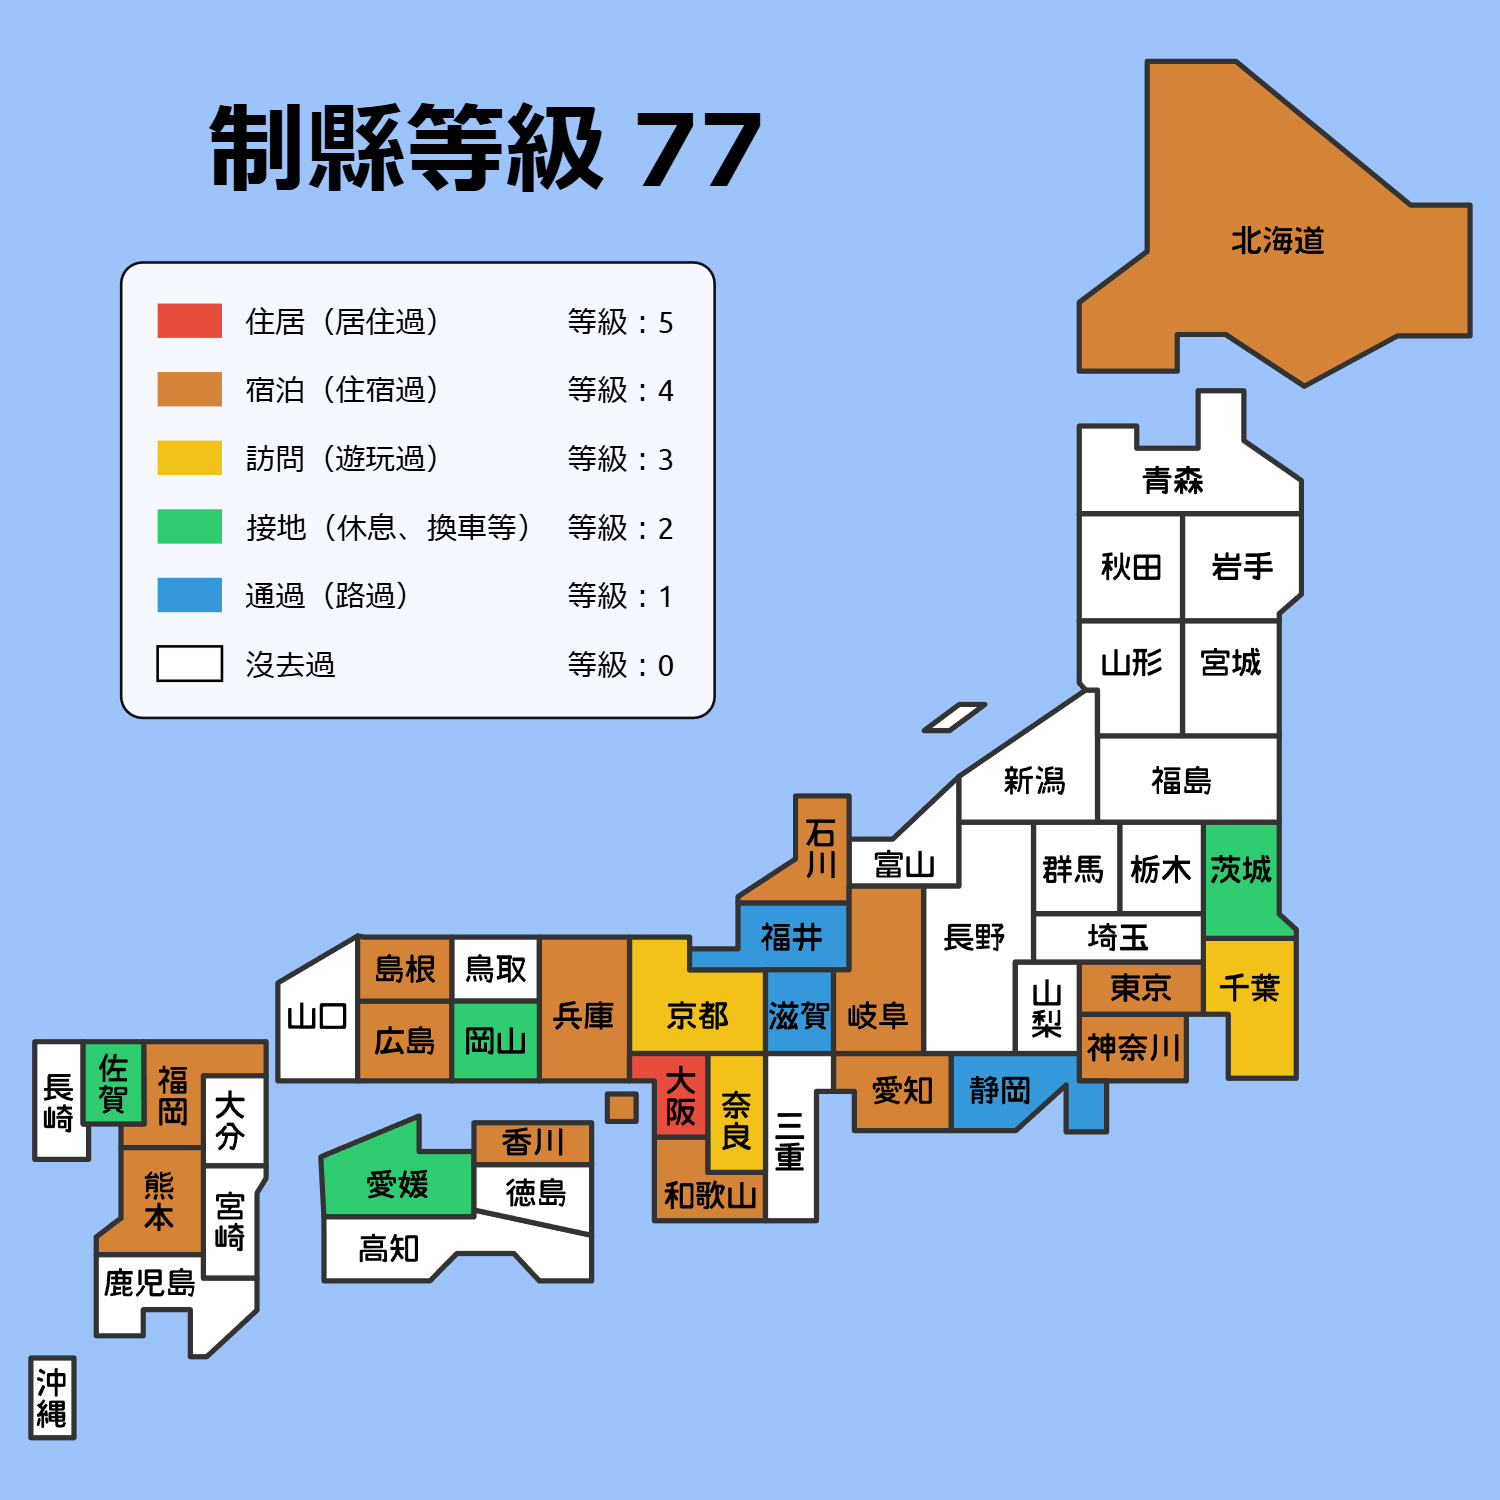 制縣等級 77
住居（居住過） 等級：5
宿泊（住宿過） 等級：4
訪問（遊玩過） 等級：3
接地（休息、換車等） 等級：2
通過（路過） 等級：1
沒去過 等級：0
北海道
青森
秋田
岩手
山形
宮城
新潟
福島
石川
富山
群馬
栃木
茨城
福井
長野
埼玉
島根
鳥取
兵庫
京都
滋賀
岐阜
山梨
東京
千葉
山口
広島
岡山
神奈川
長崎
佐賀
福岡
大分
大阪
奈良
三重
愛知
静岡
香川
愛媛
徳島
和歌山
熊本
宮崎
高知
鹿児島
沖縄